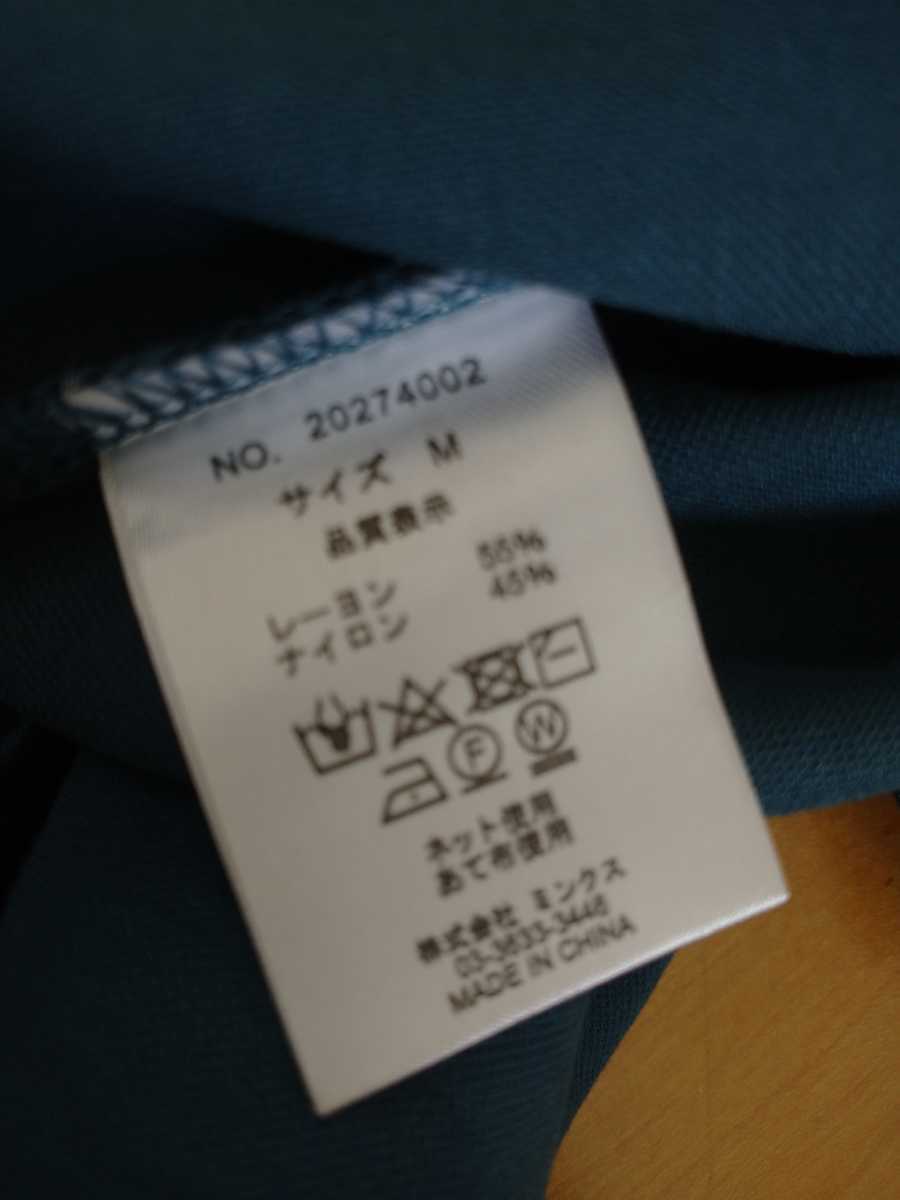 NO. 20274002
サイズ M
品質表示
レーヨン 55%
ナイロン 45%
F W
ネット使用
あて布使用
株式会社 ミンクス
03-3633-3448
MADE IN CHINA